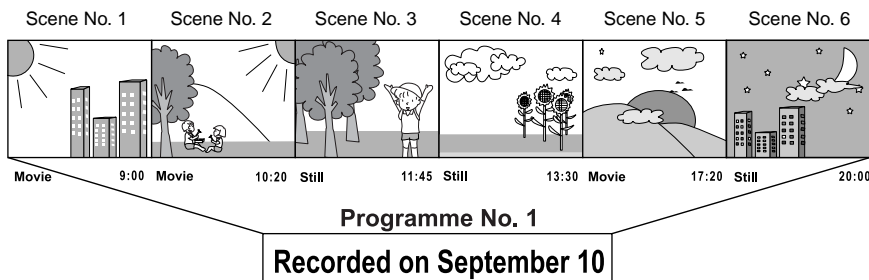 Scene No. 1 Scene No. 2 Scene No. 3 Scene No. 4 Scene No. 5 Scene No. 6
Movie 9:00 Movie 10:20 Still 11:45 Still 13:30 Movie 17:20 Still 20:00
Programme No. 1
Recorded on September 10